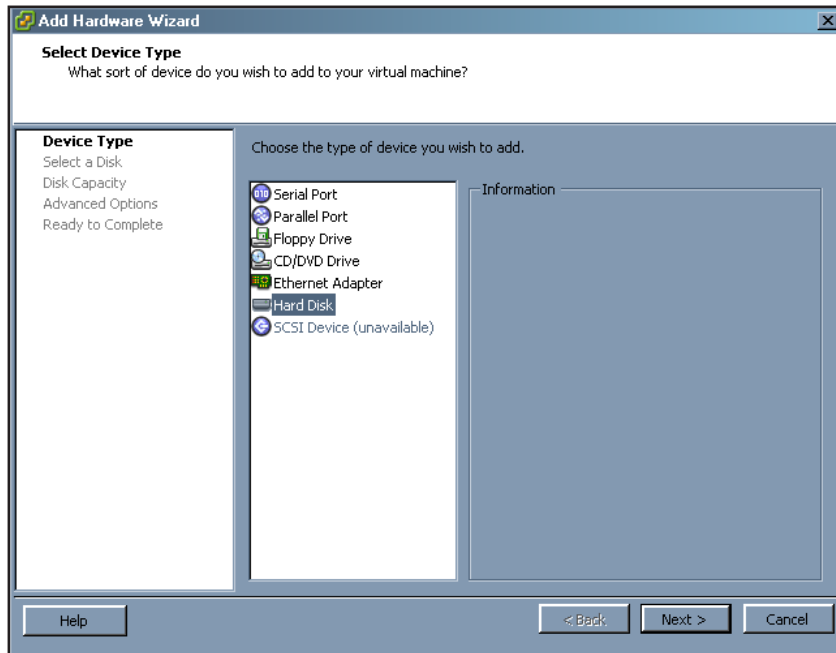 Add Hardware Wizard
Select Device Type
What sort of device do you wish to add to your virtual machine?
Device Type
Select a Disk
Disk Capacity
Advanced Options
Ready to Complete
Choose the type of device you wish to add.
Serial Port
Parallel Port
Floppy Drive
CD/DVD Drive
Ethernet Adapter
Hard Disk
SCSI Device (unavailable)
Information
Help
< Back
Next >
Cancel